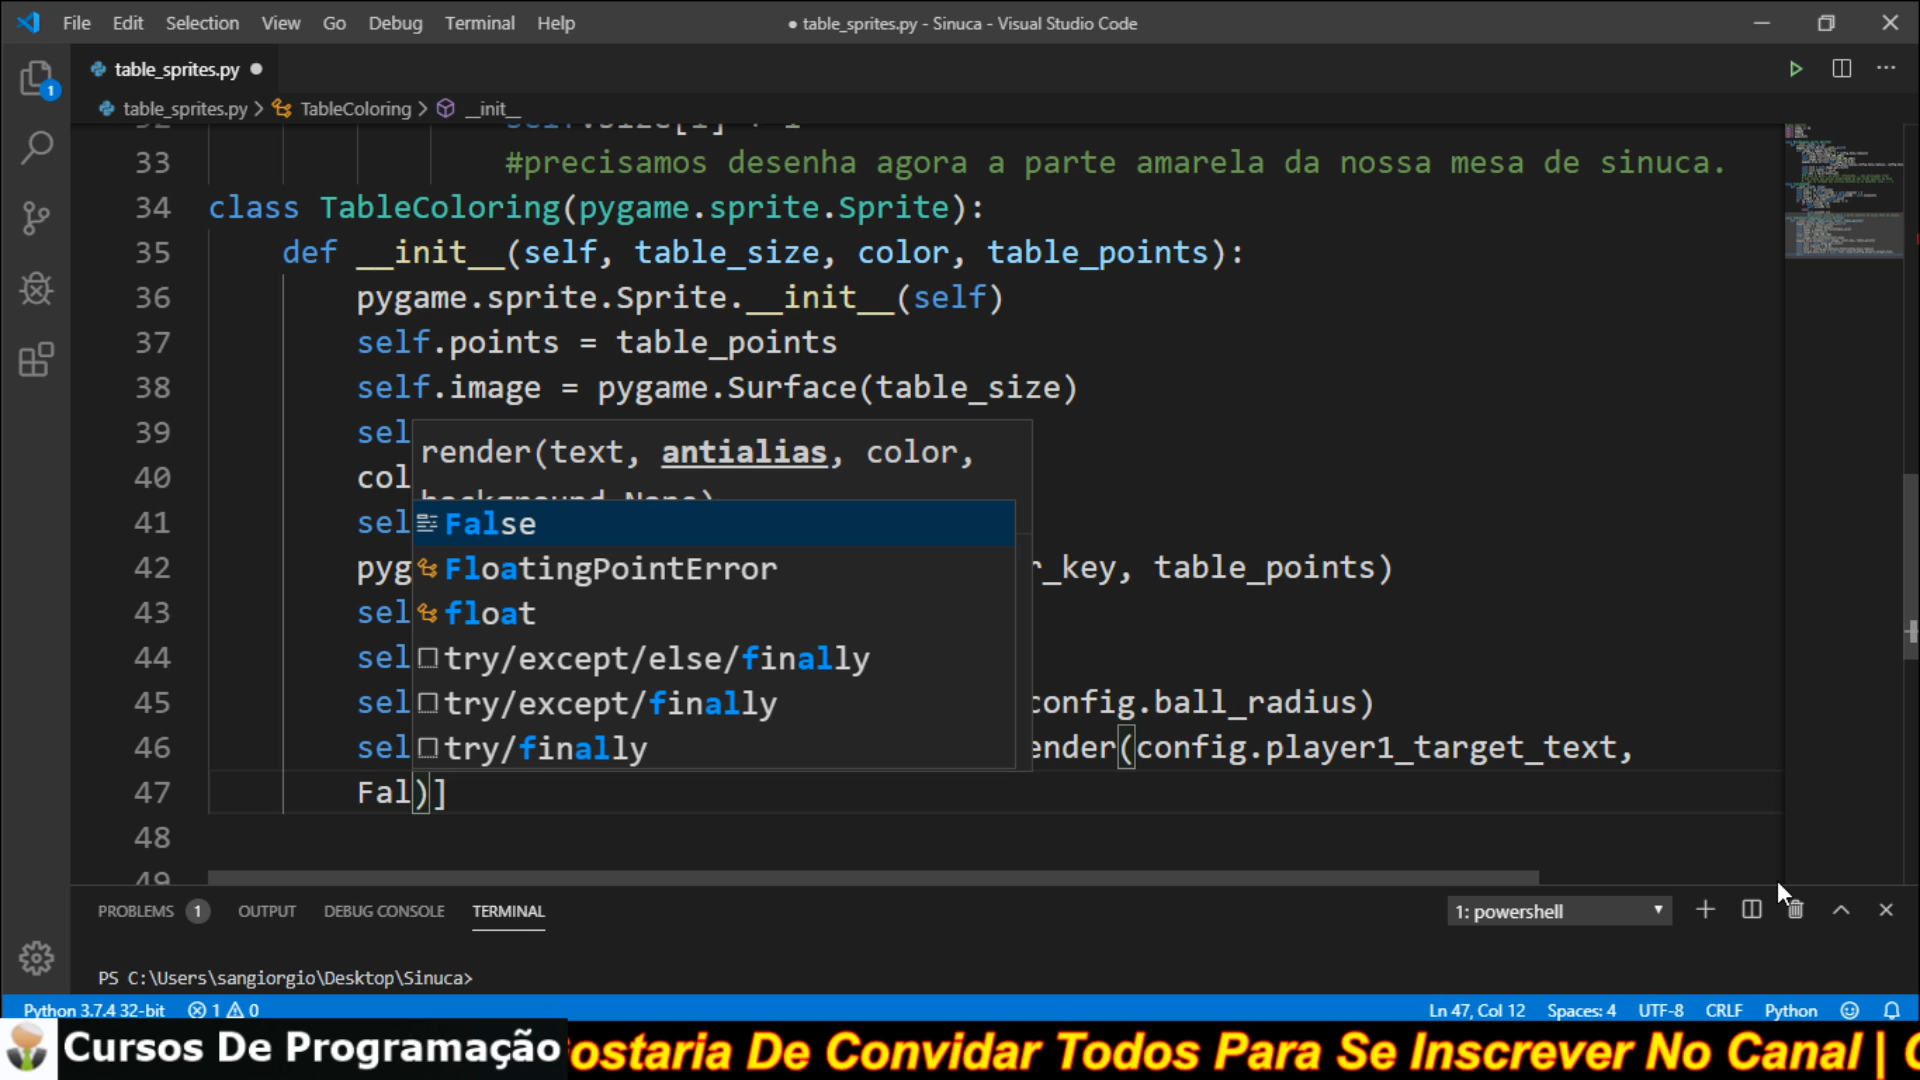 File Edit Selection View Go Debug Terminal Help
● table_sprites.py - Sinuca - Visual Studio Code
1
table_sprites.py ●
table_sprites.py > TableColoring > __init__
33 #precisamos desenha agora a parte amarela da nossa mesa de sinuca.
34 class TableColoring(pygame.sprite.Sprite):
35 def __init__(self, table_size, color, table_points):
36 pygame.sprite.Sprite.__init__(self)
37 self.points = table_points
38 self.image = pygame.Surface(table_size)
39 sel
render(text, antialias, color,
40 col
background=None)
41 sel
False
42 pyg
FloatingPointError
r_key, table_points)
43 sel
float
44 sel
try/except/else/finally
45 sel
try/except/finally
config.ball_radius)
46 sel
try/finally
ender(config.player1_target_text,
47 Fal)]
48
49
PROBLEMS 1 OUTPUT DEBUG CONSOLE TERMINAL
1: powershell
PS C:\Users\sangiorgio\Desktop\Sinuca>
Python 3.7.4 32-bit 1 0
Ln 47, Col 12 Spaces: 4 UTF-8 CRLF Python
Cursos De Programação
ostaria De Convidar Todos Para Se Inscrever No Canal |